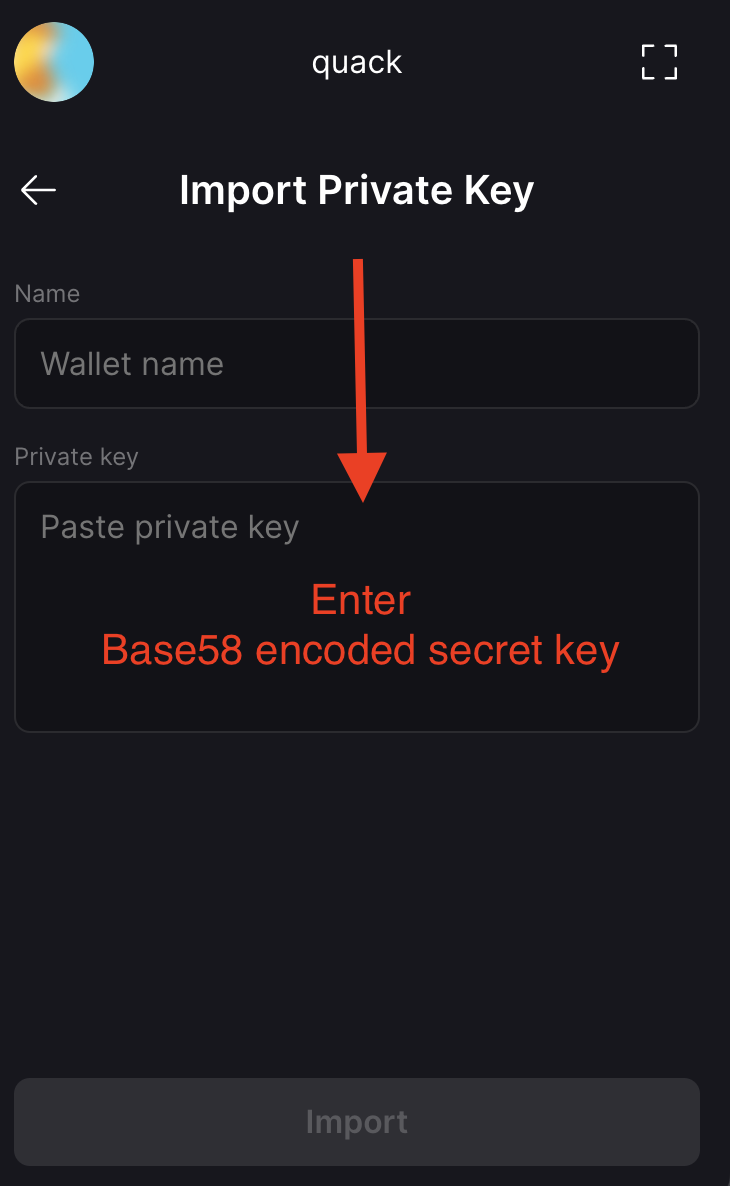 quack
Import Private Key
Name
Wallet name
Private key
Paste private key
Enter
Base58 encoded secret key
Import